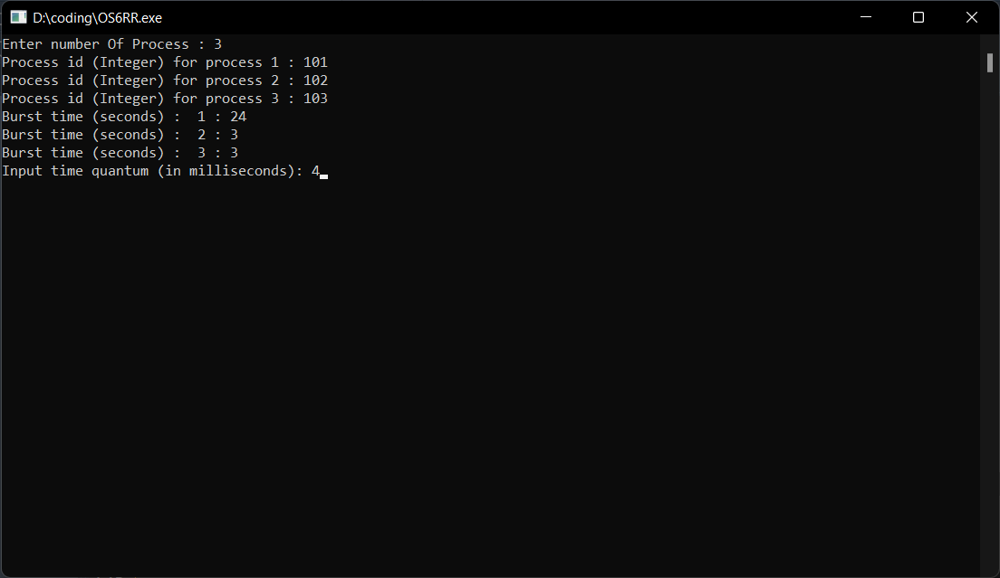 D:\coding\OS6RR.exe
Enter number Of Process : 3
Process id (Integer) for process 1 : 101
Process id (Integer) for process 2 : 102
Process id (Integer) for process 3 : 103
Burst time (seconds) :  1 : 24
Burst time (seconds) :  2 : 3
Burst time (seconds) :  3 : 3
Input time quantum (in milliseconds): 4